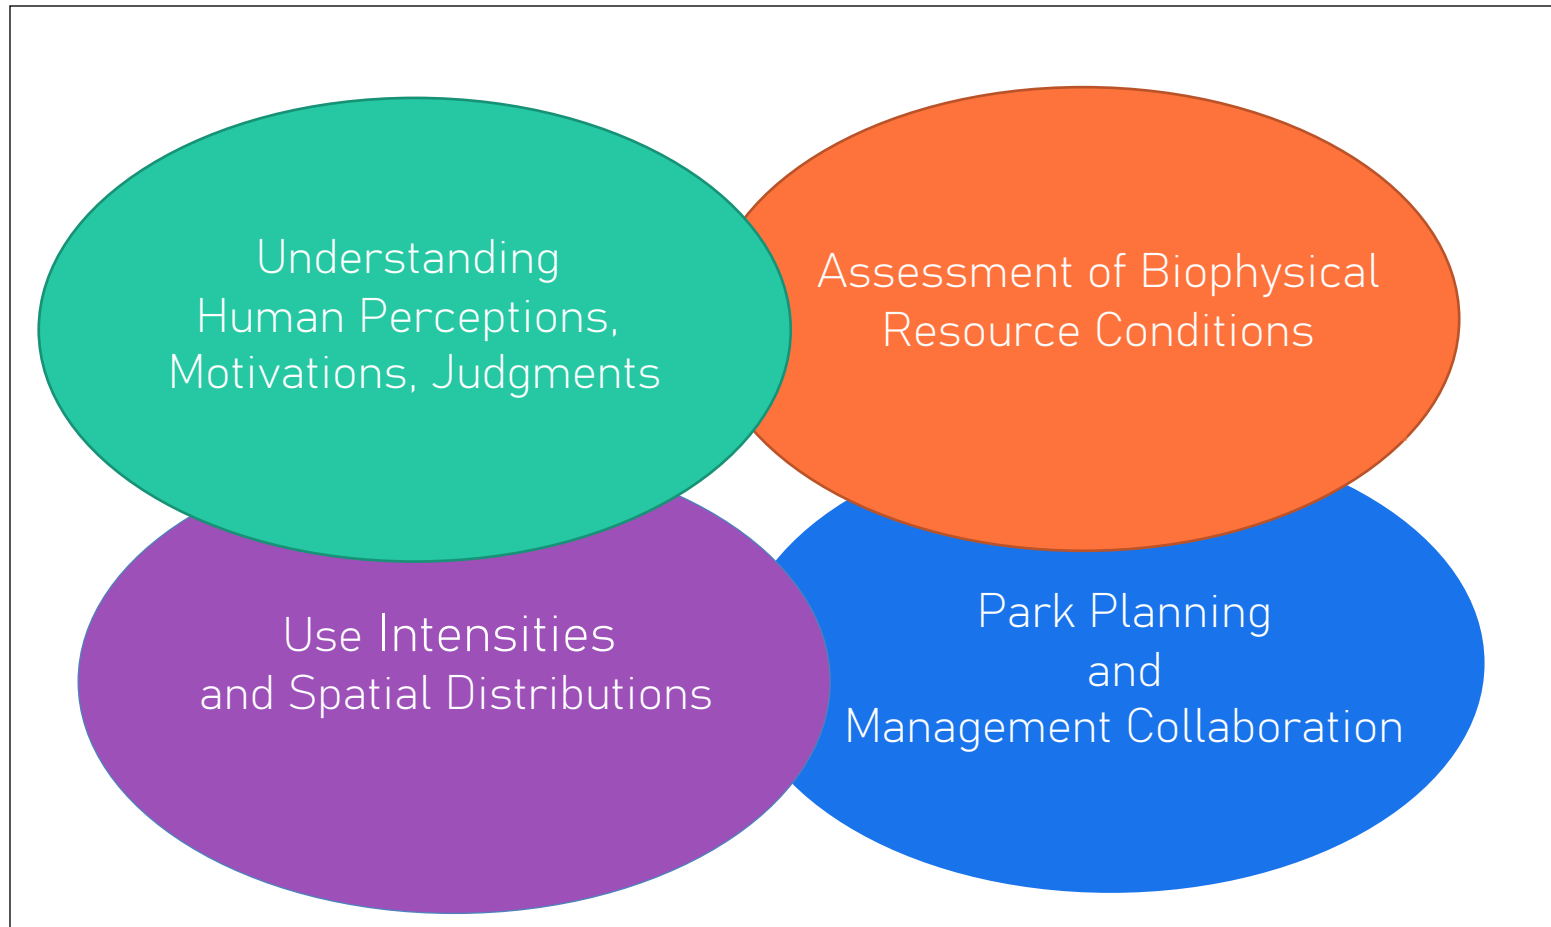 Understanding
Human Perceptions,
Motivations, Judgments
Assessment of Biophysical
Resource Conditions
Use Intensities
and Spatial Distributions
Park Planning
and
Management Collaboration